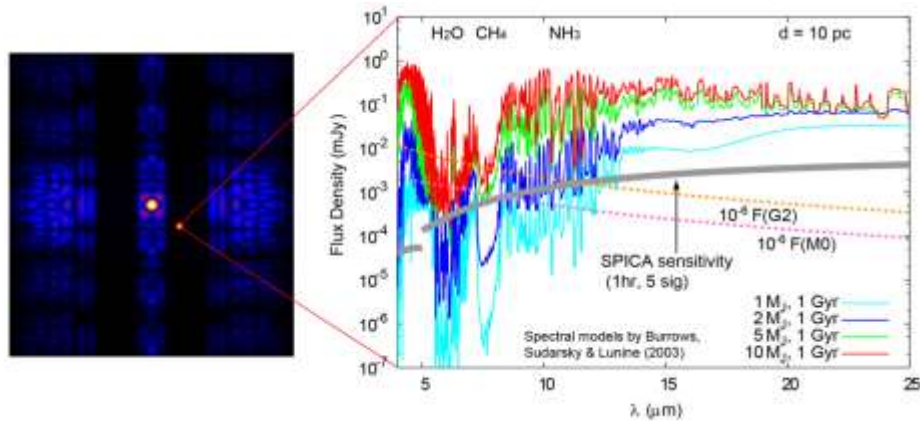 H₂O CH₄ NH₃ d = 10 pc
10¹
10⁰
10⁻¹
10⁻²
10⁻³
10⁻⁴
10⁻⁵
10⁻⁶
10⁻⁷
Flux Density (mJy)
10⁻⁶ F(G2)
10⁻⁶ F(M0)
SPICA sensitivity
(1hr, 5 sig)
Spectral models by Burrows,
Sudarsky & Lunine (2003)
1 MJ, 1 Gyr
2 MJ, 1 Gyr
5 MJ, 1 Gyr
10 MJ, 1 Gyr
5 10 15 20 25
λ (μm)